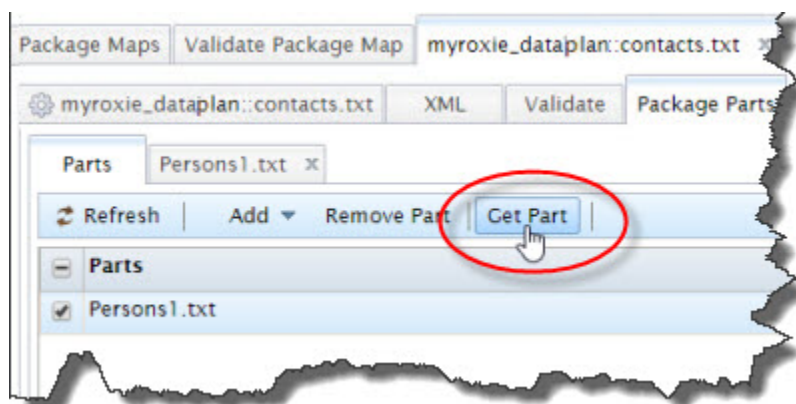 Package Maps Validate Package Map myroxie_dataplan::contacts.txt
myroxie_dataplan::contacts.txt XML Validate Package Parts
Parts Persons1.txt
Refresh Add Remove Part Get Part
Parts
Persons1.txt